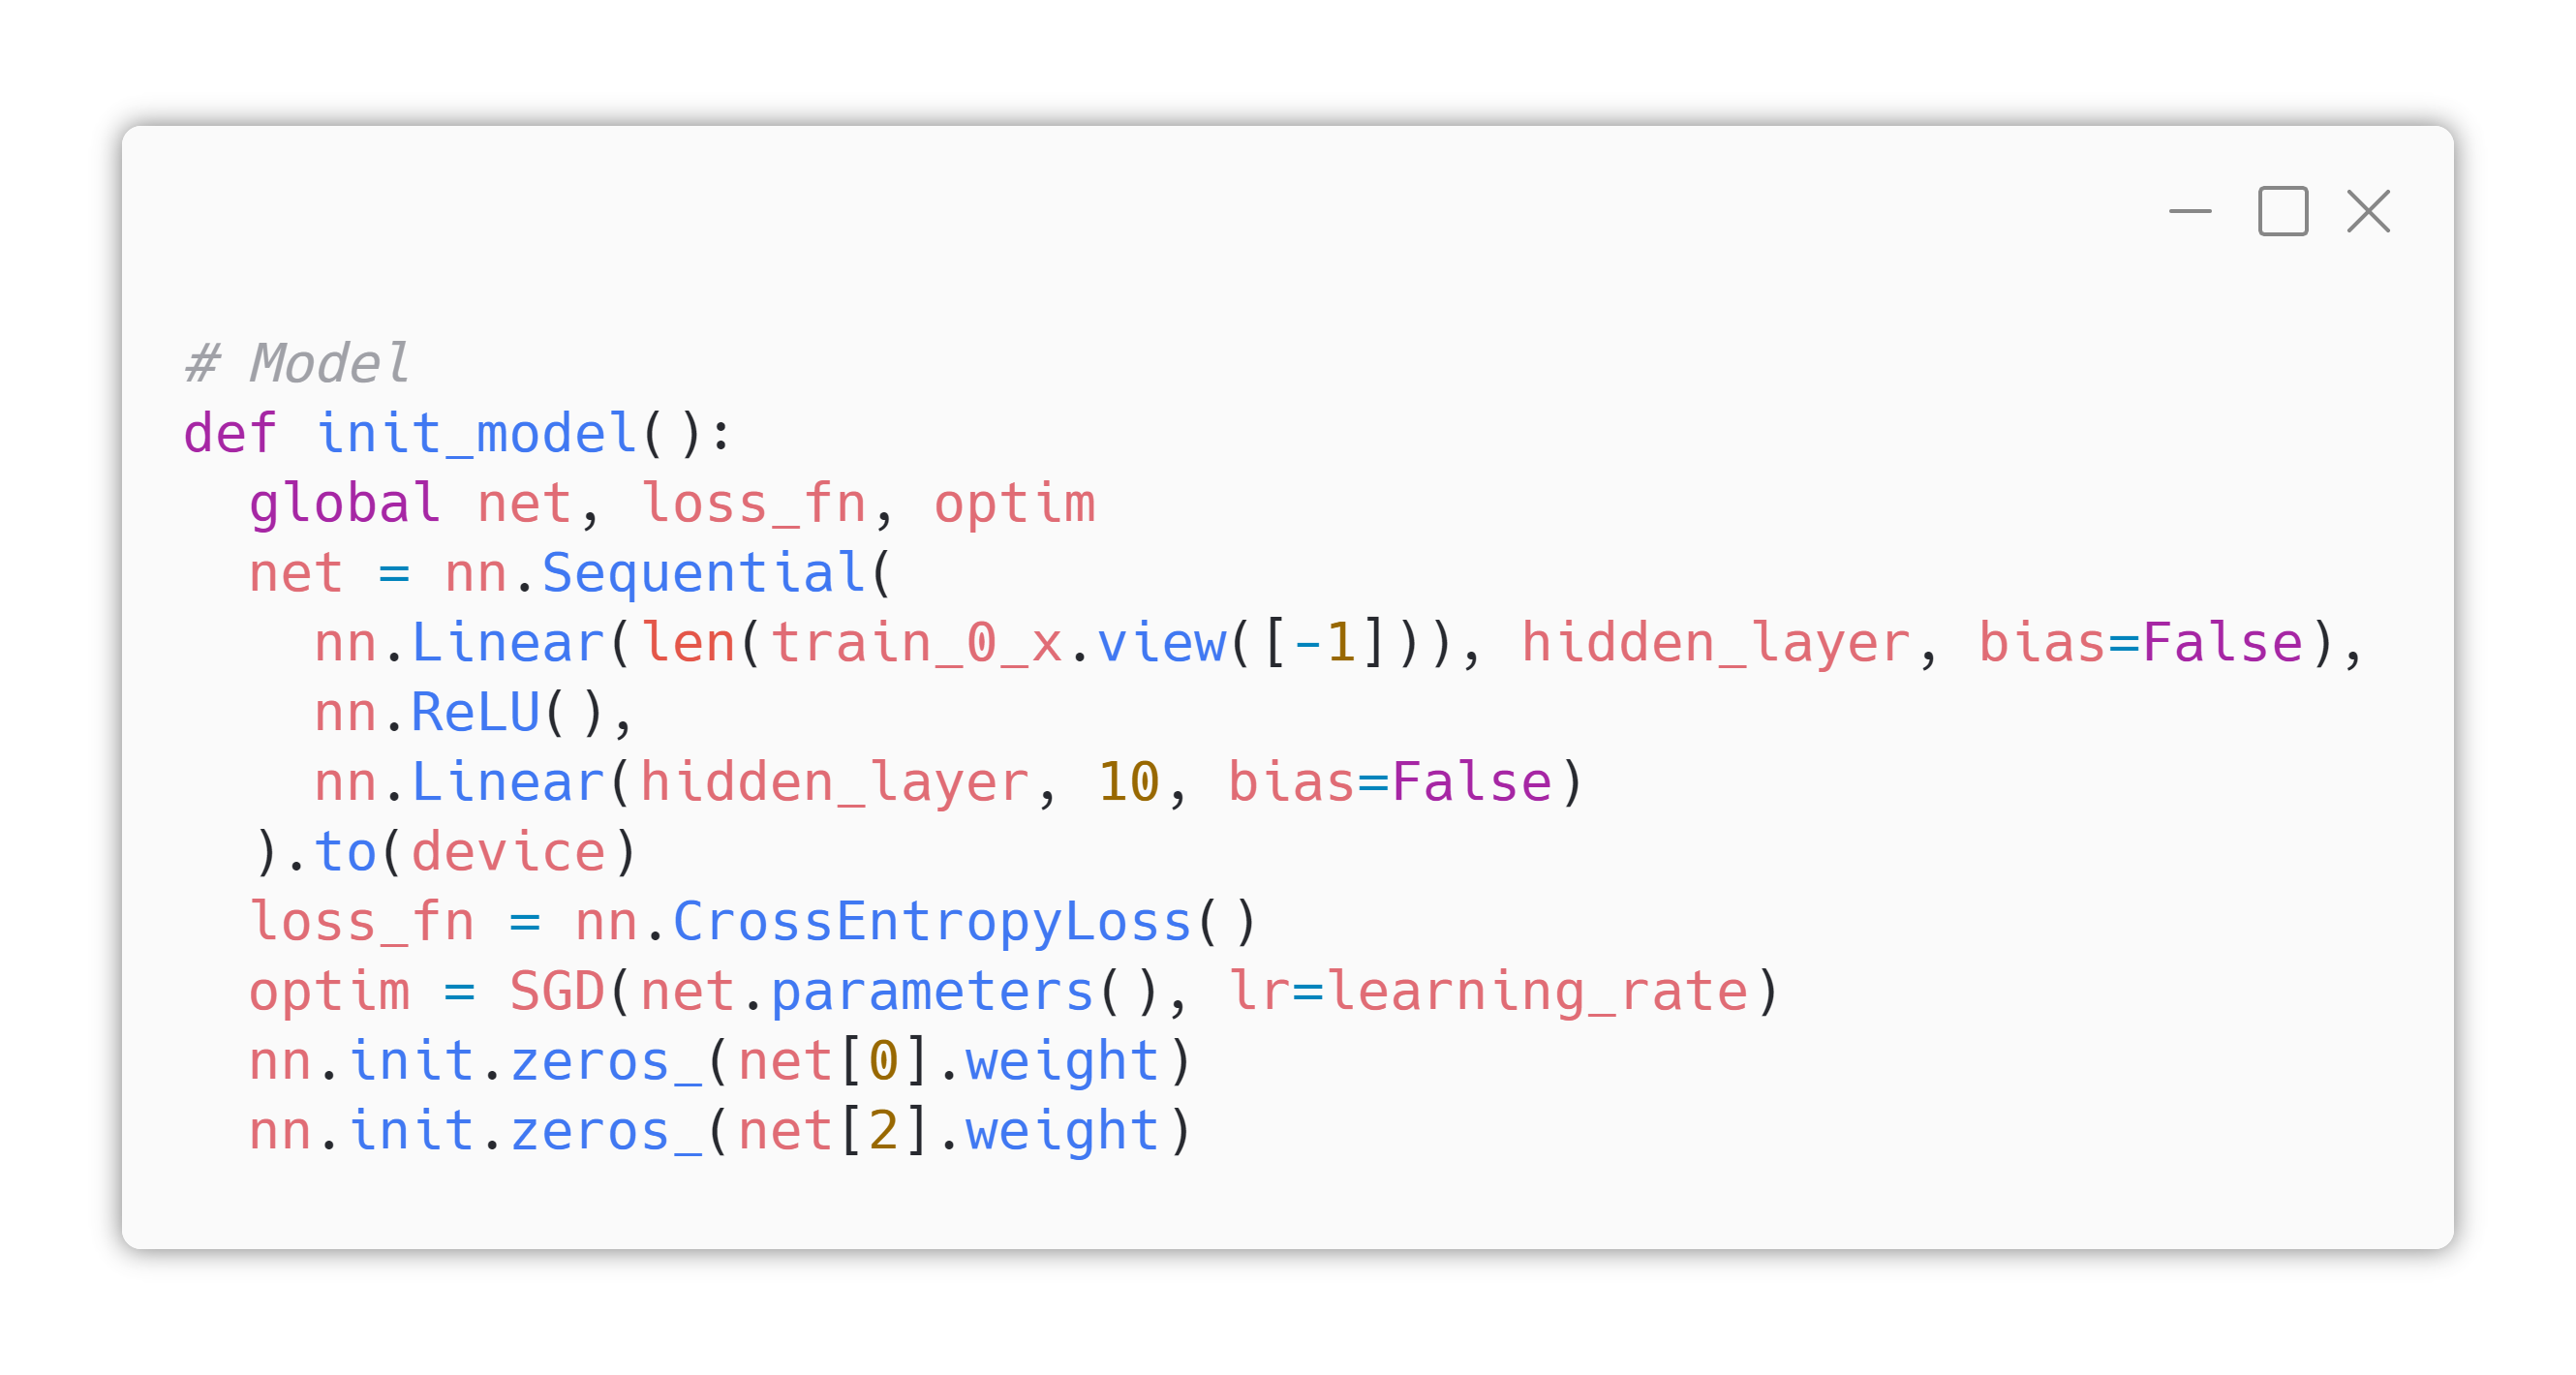 # Model
def init_model():
  global net, loss_fn, optim
  net = nn.Sequential(
    nn.Linear(len(train_0_x.view([-1])), hidden_layer, bias=False),
    nn.ReLU(),
    nn.Linear(hidden_layer, 10, bias=False)
  ).to(device)
  loss_fn = nn.CrossEntropyLoss()
  optim = SGD(net.parameters(), lr=learning_rate)
  nn.init.zeros_(net[0].weight)
  nn.init.zeros_(net[2].weight)